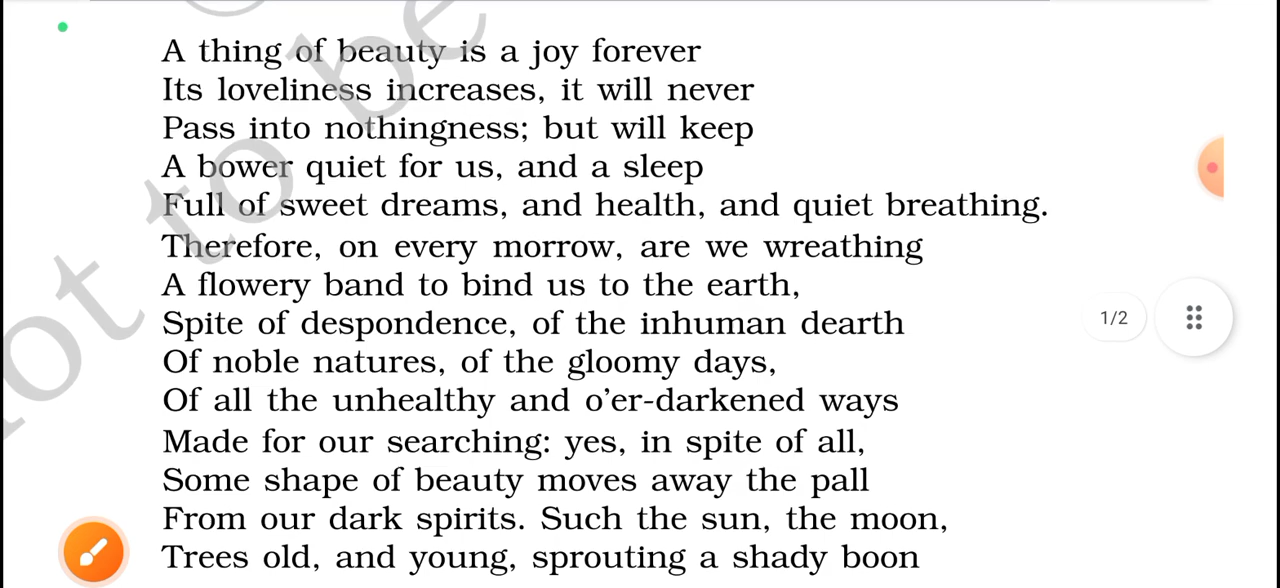 A thing of beauty is a joy forever
Its loveliness increases, it will never
Pass into nothingness; but will keep
A bower quiet for us, and a sleep
Full of sweet dreams, and health, and quiet breathing.
Therefore, on every morrow, are we wreathing
A flowery band to bind us to the earth,
Spite of despondence, of the inhuman dearth
Of noble natures, of the gloomy days,
Of all the unhealthy and o’er-darkened ways
Made for our searching: yes, in spite of all,
Some shape of beauty moves away the pall
From our dark spirits. Such the sun, the moon,
Trees old, and young, sprouting a shady boon
1/2
not to be